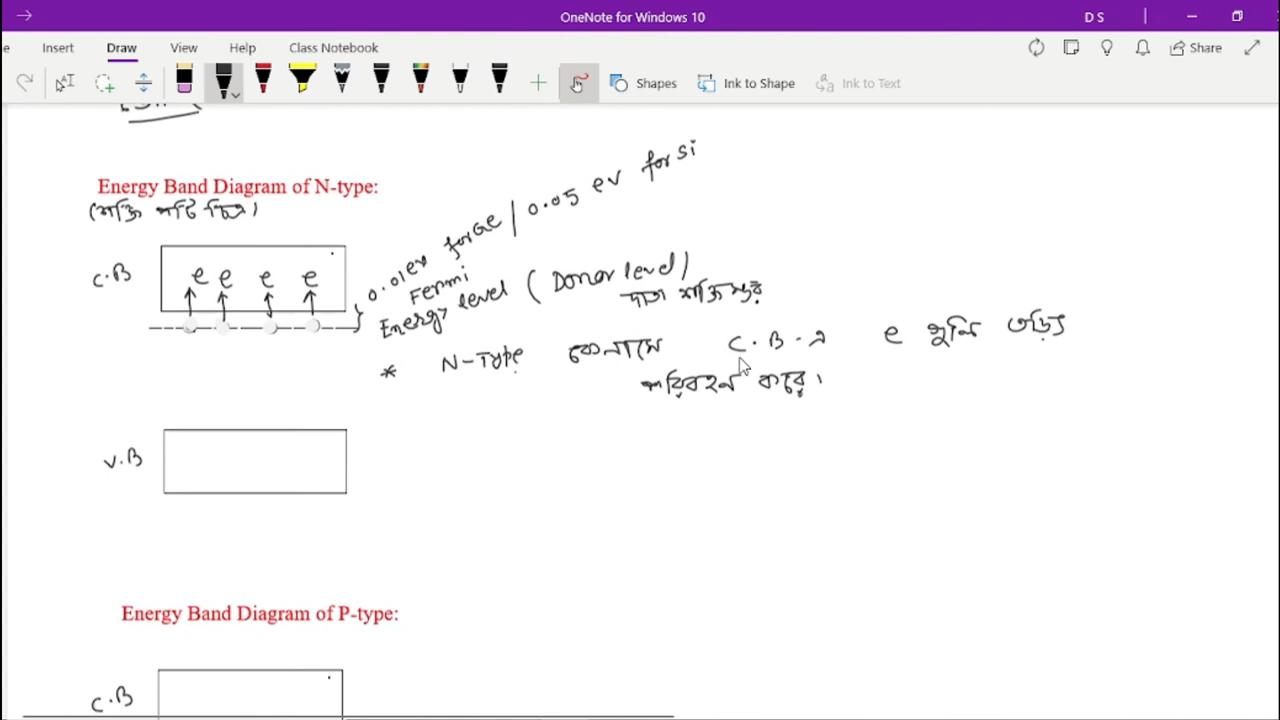 OneNote for Windows 10
D S
Insert Draw View Help Class Notebook
Share
Shapes Ink to Shape Ink to Text
Energy Band Diagram of N-type:
(শক্তি পটি চিত্র।
C.B
e e e e
0.01ev for Ge / 0.05 ev for si
Fermi
Energy level ( Donor level)
দাতা শক্তিস্তর
* N-Type কেলাসে C.B-এ e গুলি তড়িৎ
পরিবহন করে।
V.B
Energy Band Diagram of P-type:
C.B